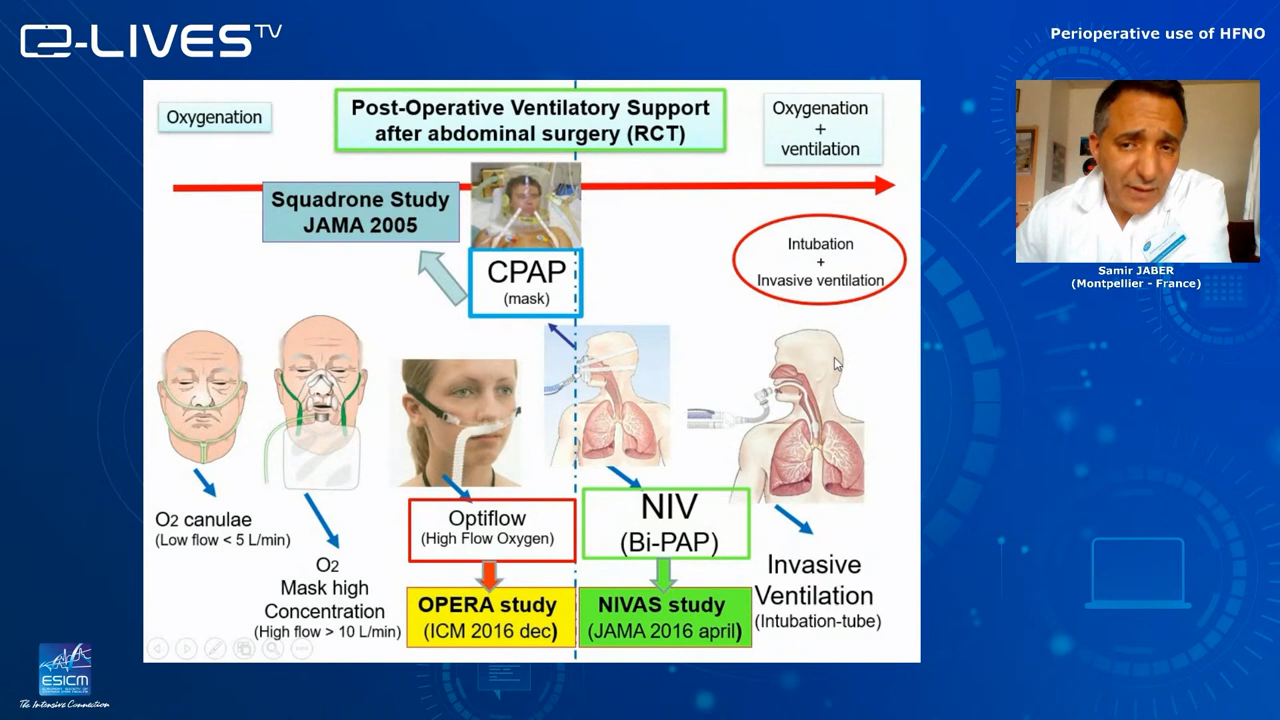 e-LIVES TV
Perioperative use of HFNO
Oxygenation
Post-Operative Ventilatory Support
after abdominal surgery (RCT)
Oxygenation
+
ventilation
Squadrone Study
JAMA 2005
CPAP
(mask)
Intubation
+
Invasive ventilation
Samir JABER
(Montpellier - France)
O2 canulae
(Low flow < 5 L/min)
O2
Mask high
Concentration
(High flow > 10 L/min)
Optiflow
(High Flow Oxygen)
NIV
(Bi-PAP)
Invasive
Ventilation
(Intubation-tube)
OPERA study
(ICM 2016 dec)
NIVAS study
(JAMA 2016 april)
ESICM
The Intensive Connection